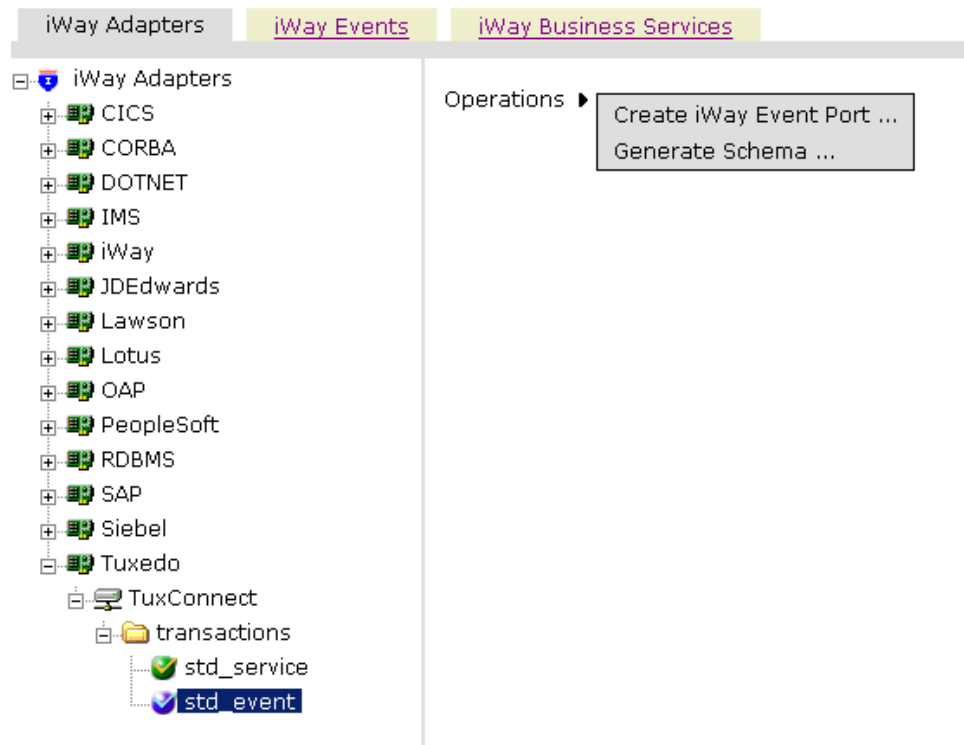 iWay Adapters iWay Events iWay Business Services
iWay Adapters
Operations
Create iWay Event Port ...
Generate Schema ...
CICS
CORBA
DOTNET
IMS
iWay
JDEdwards
Lawson
Lotus
OAP
PeopleSoft
RDBMS
SAP
Siebel
Tuxedo
TuxConnect
transactions
std_service
std_event